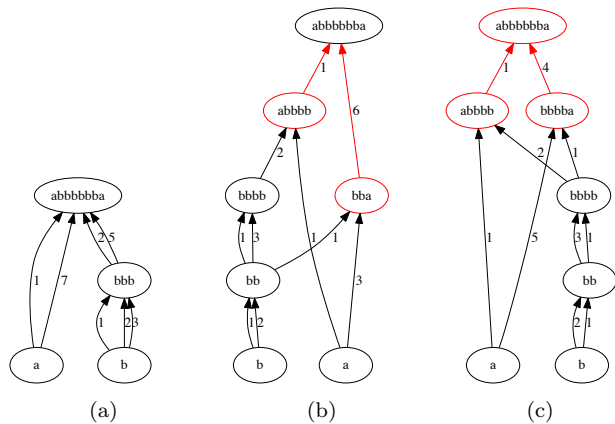 abbbbbba abbbbbba
1 1 4
6
abbbb abbbb bbbba
2 2 1
abbbbbba bbbb bba bbbb
2 5 1 3 1 1 1 5 3 1
bbb bb bb
1 7 3
1 2 3 1 2 2 1
a b b a a b
(a) (b) (c)